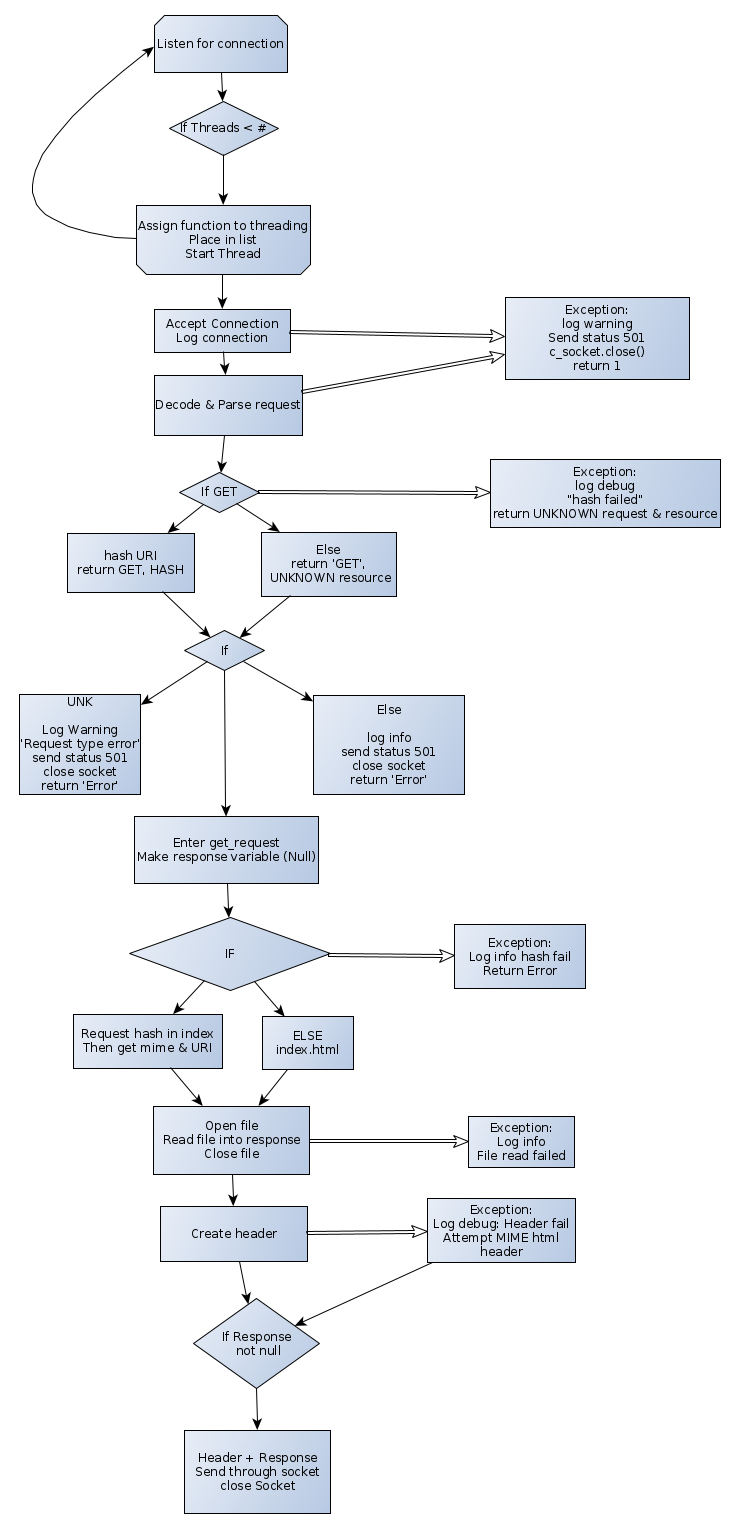 Listen for connection
If Threads < #
Assign function to threading
Place in list
Start Thread
Accept Connection
Log connection
Exception:
log warning
Send status 501
c_socket.close()
return 1
Decode & Parse request
If GET
Exception:
log debug
"hash failed"
return UNKNOWN request & resource
hash URI
return GET, HASH
Else
return 'GET',
UNKNOWN resource
If
UNK
Log Warning
'Request type error'
send status 501
close socket
return 'Error'
Else
log info
send status 501
close socket
return 'Error'
Enter get_request
Make response variable (Null)
IF
Exception:
Log info hash fail
Return Error
Request hash in index
Then get mime & URI
ELSE
index.html
Open file
Read file into response
Close file
Exception:
Log info
File read failed
Create header
Exception:
Log debug: Header fail
Attempt MIME html
header
If Response
not null
Header + Response
Send through socket
close Socket